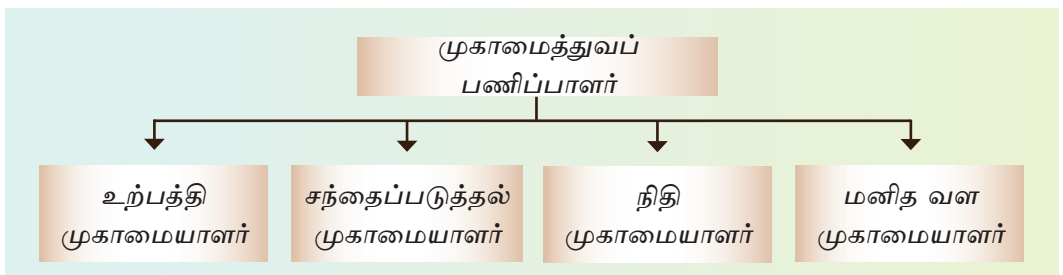 முகாமைத்துவப்
பணிப்பாளர்
உற்பத்தி
முகாமையாளர்
சந்தைப்படுத்தல்
முகாமையாளர்
நிதி
முகாமையாளர்
மனித வள
முகாமையாளர்